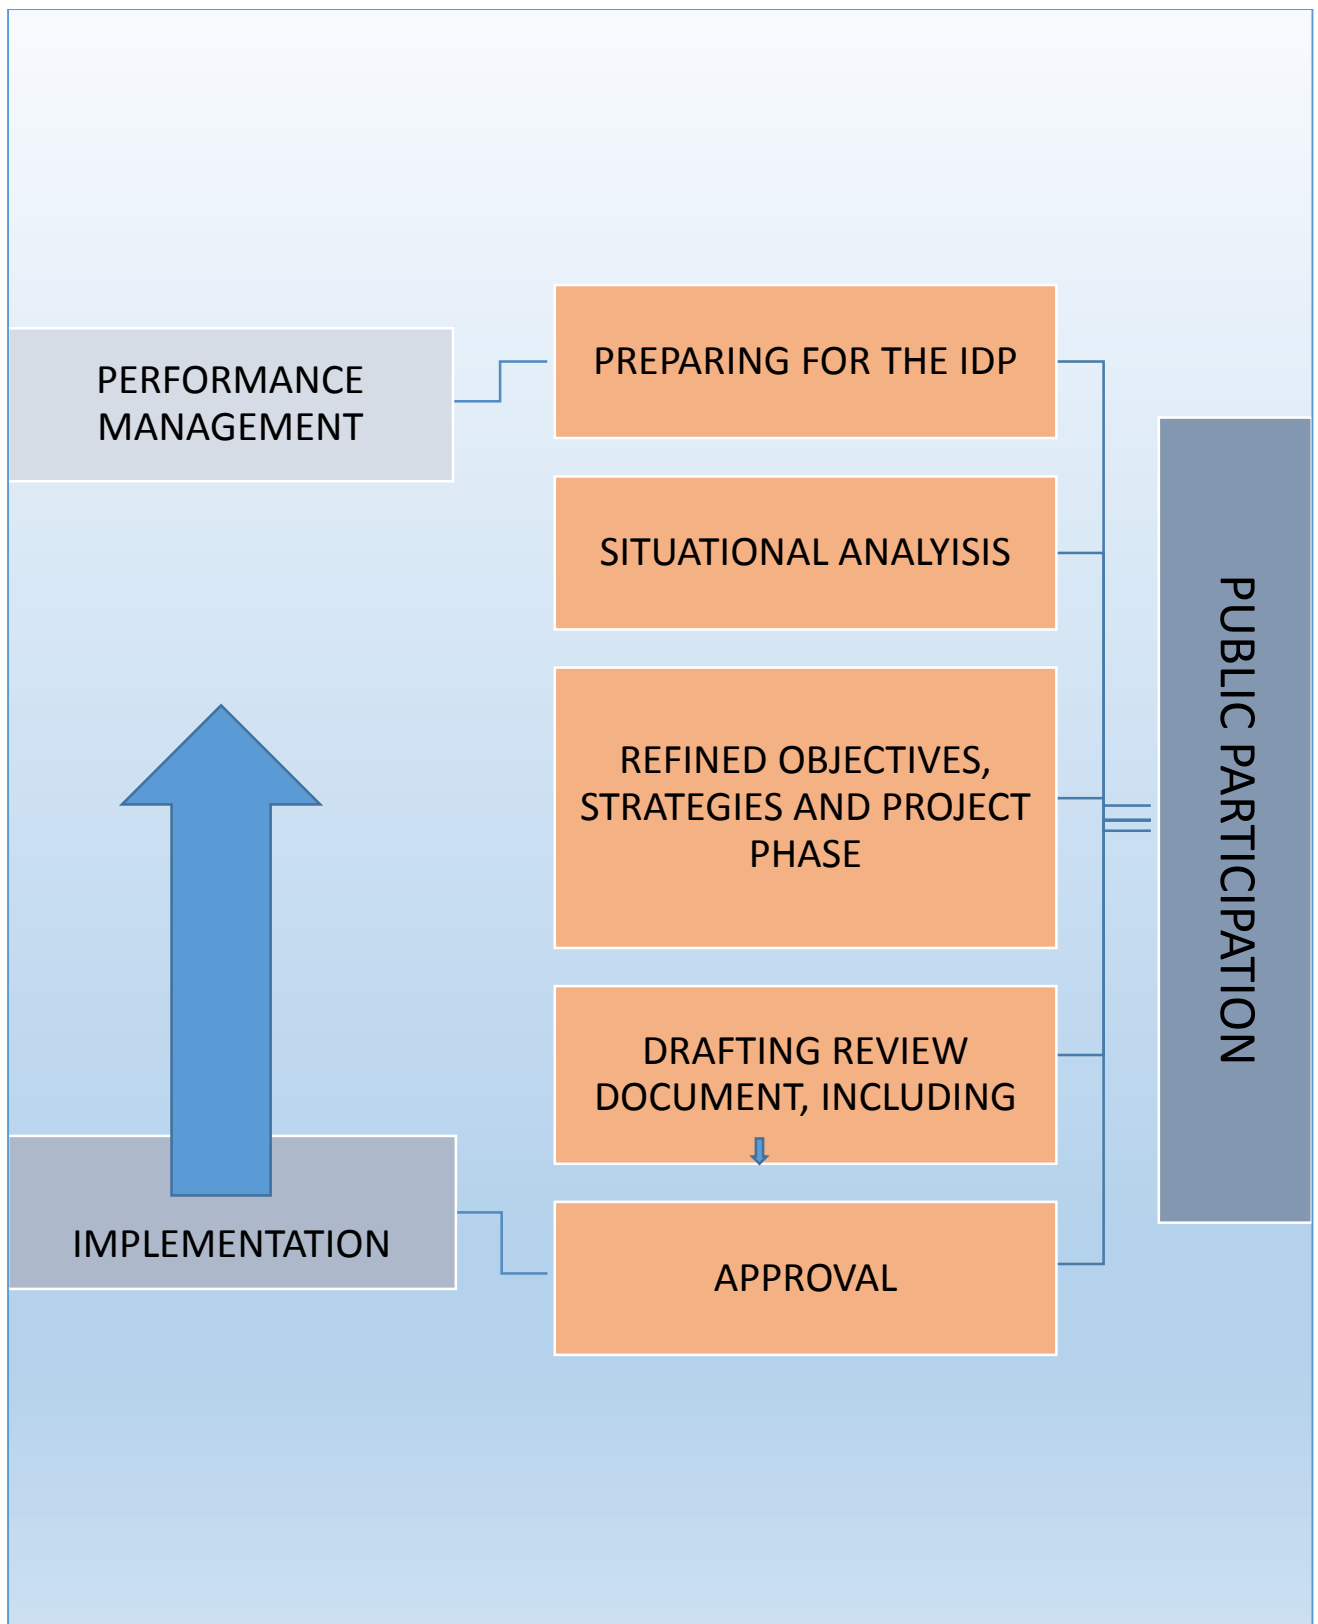 PERFORMANCE
MANAGEMENT
PREPARING FOR THE IDP
SITUATIONAL ANALYISIS
REFINED OBJECTIVES,
STRATEGIES AND PROJECT
PHASE
DRAFTING REVIEW
DOCUMENT, INCLUDING
IMPLEMENTATION
APPROVAL
PUBLIC PARTICIPATION